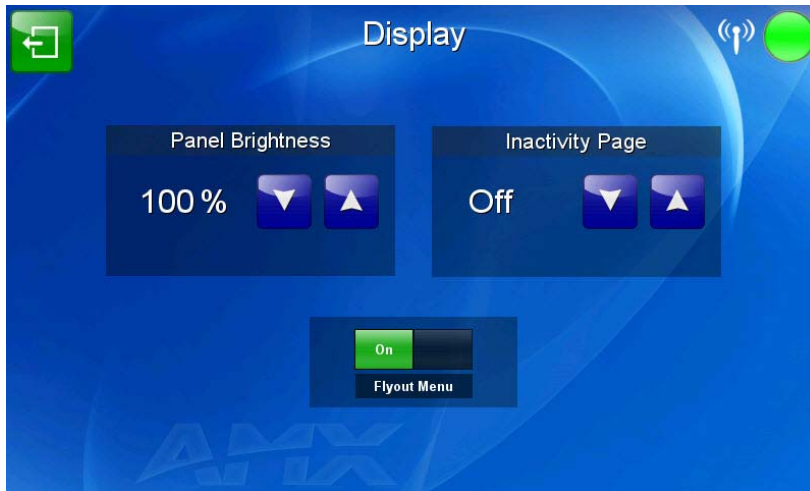 Display
Panel Brightness
Inactivity Page
100 %
Off
On
Flyout Menu
AMX